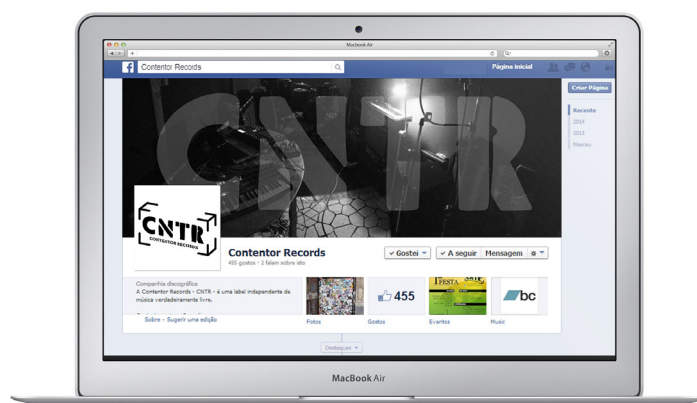 Macbook Air
Contentor Records
Página inicial
Criar Página
Recente
2014
2013
Nasceu
CNTR
CNTR
CONTENTOR RECORDS
Contentor Records
455 gostos · 2 falam sobre isto
Gostei
A seguir
Mensagem
Companhia discográfica
A Contentor Records - CNTR - é uma label independente de
música verdadeiramente livre.
Sobre – Sugerir uma edição
455
FESTA
bc
Fotos
Gostos
Eventos
Music
Destaques
MacBook Air